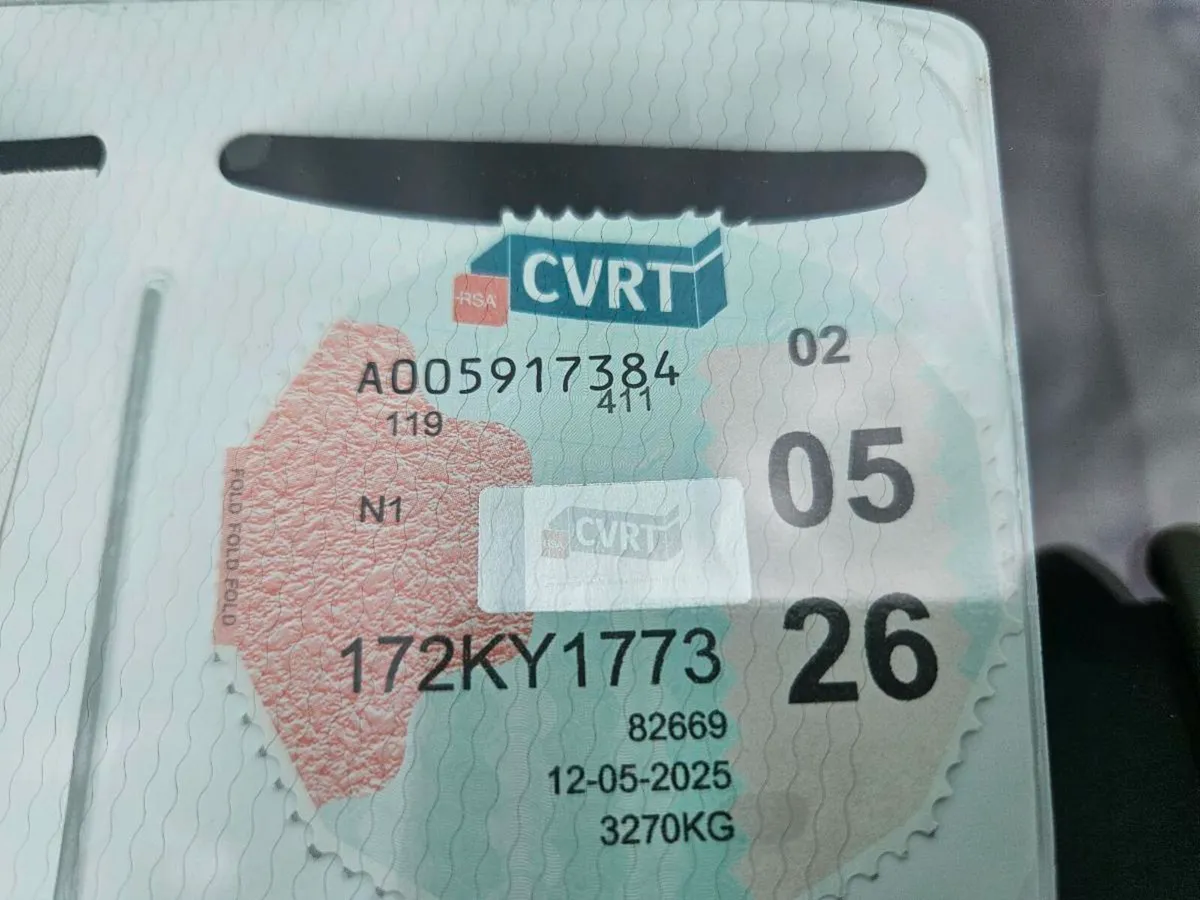 CVRT
RSA
02
A005917384
411
119
05
N1
RSA CVRT
FOLD FOLD FOLD
26
172KY1773
82669
12-05-2025
3270KG